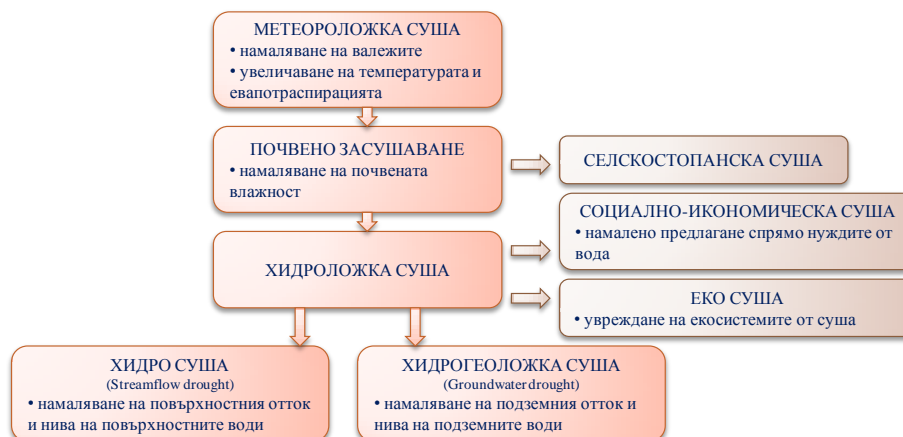 МЕТЕОРОЛОЖКА СУША
• намаляване на валежите
• увеличаване на температурата и
евапотраспирацията
ПОЧВЕНО ЗАСУШАВАНЕ
• намаляване на почвената
влажност
СЕЛСКОСТОПАНСКА СУША
СОЦИАЛНО-ИКОНОМИЧЕСКА СУША
• намалено предлагане спрямо нуждите от
вода
ХИДРОЛОЖКА СУША
ЕКО СУША
• увреждане на екосистемите от суша
ХИДРО СУША
(Streamflow drought)
• намаляване на повърхностния отток
и нива на повърхностните води
ХИДРОГЕОЛОЖКА СУША
(Groundwater drought)
• намаляване на подземния отток и
нива на подземните води